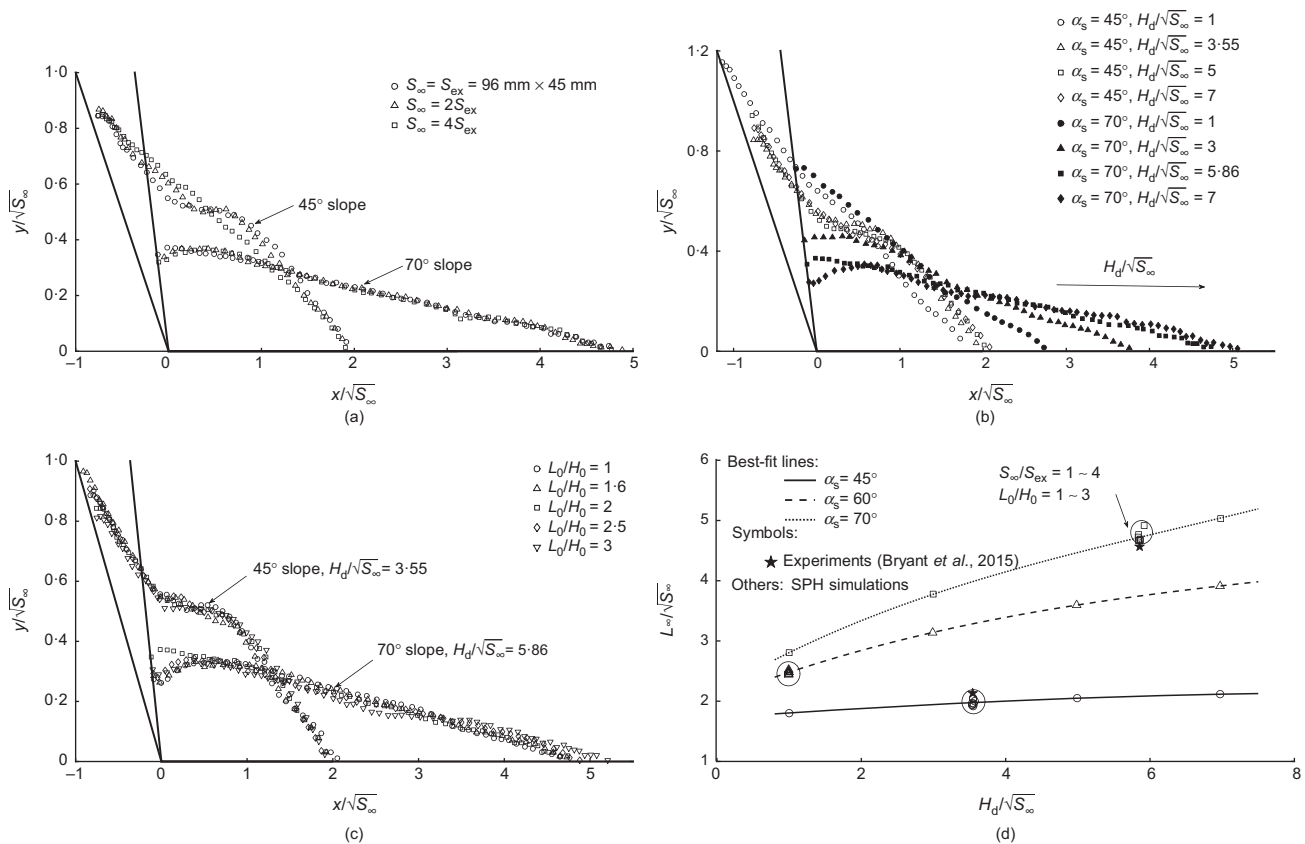 1·0
0·8
0·6
0·4
0·2
0
y/√S∞
S∞ = Sex = 96 mm × 45 mm
S∞ = 2Sex
S∞ = 4Sex
45° slope
70° slope
–1 0 1 2 3 4 5
x/√S∞
(a)
1·2
0·8
0·4
0
y/√S∞
αs = 45°, Hd/√S∞ = 1
αs = 45°, Hd/√S∞ = 3·55
αs = 45°, Hd/√S∞ = 5
αs = 45°, Hd/√S∞ = 7
αs = 70°, Hd/√S∞ = 1
αs = 70°, Hd/√S∞ = 3
αs = 70°, Hd/√S∞ = 5·86
αs = 70°, Hd/√S∞ = 7
Hd/√S∞
–1 0 1 2 3 4 5
x/√S∞
(b)
1·0
0·8
0·6
0·4
0·2
0
y/√S∞
L0/H0 = 1
L0/H0 = 1·6
L0/H0 = 2
L0/H0 = 2·5
L0/H0 = 3
45° slope, Hd/√S∞ = 3·55
70° slope, Hd/√S∞ = 5·86
–1 0 1 2 3 4 5
x/√S∞
(c)
6
5
4
3
2
1
L∞/√S∞
Best-fit lines:
αs = 45°
αs = 60°
αs = 70°
Symbols:
Experiments (Bryant et al., 2015)
Others: SPH simulations
S∞/Sex = 1 ~ 4
L0/H0 = 1 ~ 3
0 2 4 6 8
Hd/√S∞
(d)